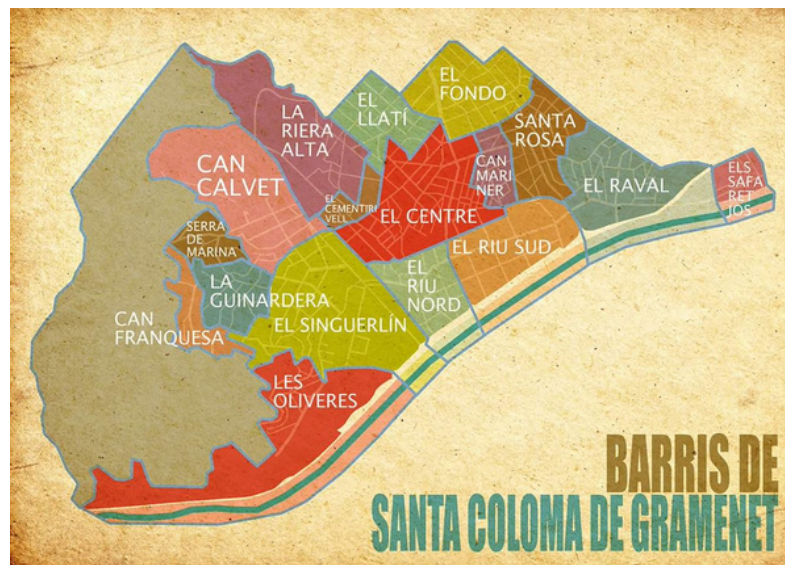 EL
FONDO
EL
LLATÍ
LA
RIERA
ALTA
SANTA
ROSA
CAN
CALVET
CAN
MARI
NER
ELS
SAFA
RET
JOS
EL RAVAL
EL CEMENTIRI
VELL
EL CENTRE
SERRA
DE
MARINA
EL RIU SUD
EL
RIU
NORD
LA
GUINARDERA
CAN
FRANQUESA
EL SINGUERLÍN
LES
OLIVERES
BARRIS DE
SANTA COLOMA DE GRAMENET